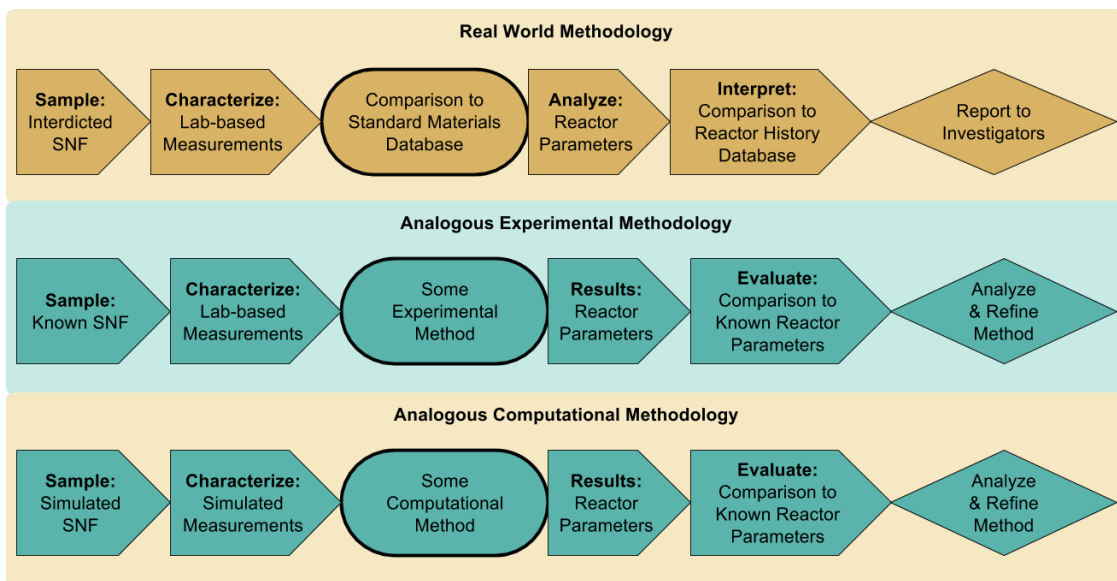 Real World Methodology
Sample:
Interdicted
SNF
Characterize:
Lab-based
Measurements
Comparison to
Standard Materials
Database
Analyze:
Reactor
Parameters
Interpret:
Comparison to
Reactor History
Database
Report to
Investigators
Analogous Experimental Methodology
Sample:
Known SNF
Characterize:
Lab-based
Measurements
Some
Experimental
Method
Results:
Reactor
Parameters
Evaluate:
Comparison to
Known Reactor
Parameters
Analyze
& Refine
Method
Analogous Computational Methodology
Sample:
Simulated
SNF
Characterize:
Simulated
Measurements
Some
Computational
Method
Results:
Reactor
Parameters
Evaluate:
Comparison to
Known Reactor
Parameters
Analyze
& Refine
Method